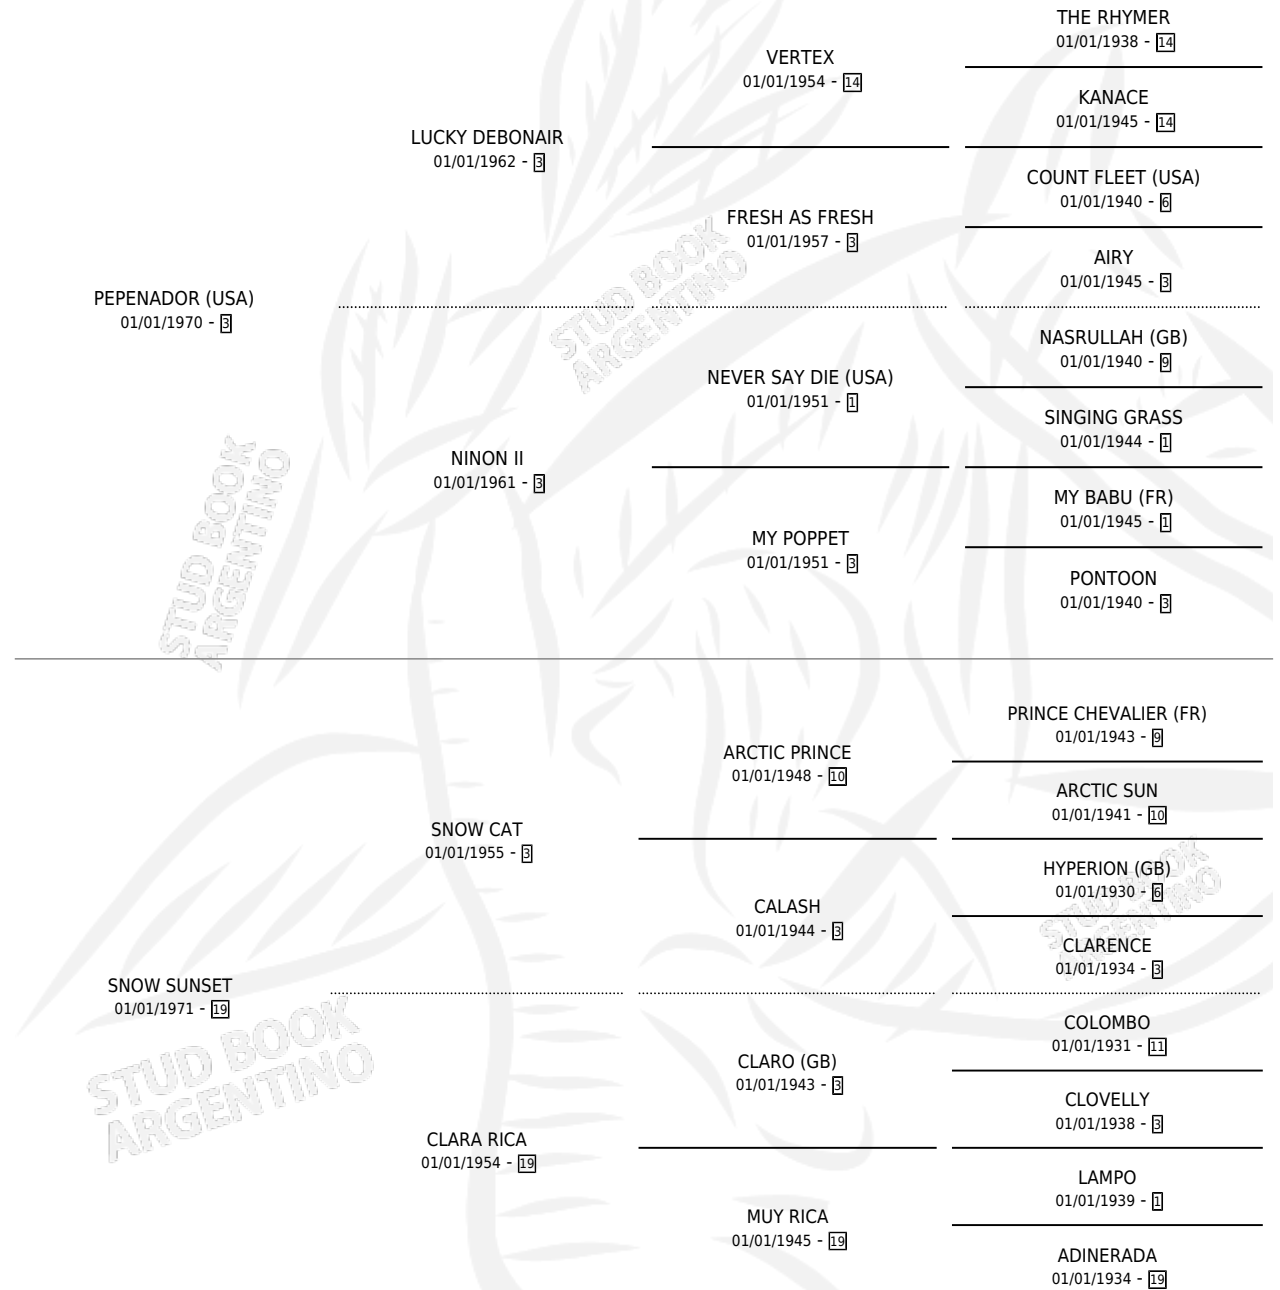 THE RHYMER
01/01/1938 - 14
VERTEX
01/01/1954 - 14
KANACE
01/01/1945 - 14
LUCKY DEBONAIR
01/01/1962 - 3
COUNT FLEET (USA)
01/01/1940 - 6
FRESH AS FRESH
01/01/1957 - 3
AIRY
01/01/1945 - 3
PEPENADOR (USA)
01/01/1970 - 3
NASRULLAH (GB)
01/01/1940 - 9
NEVER SAY DIE (USA)
01/01/1951 - 1
SINGING GRASS
01/01/1944 - 1
NINON II
01/01/1961 - 3
MY BABU (FR)
01/01/1945 - 1
MY POPPET
01/01/1951 - 3
PONTOON
01/01/1940 - 3
PRINCE CHEVALIER (FR)
01/01/1943 - 9
ARCTIC PRINCE
01/01/1948 - 10
ARCTIC SUN
01/01/1941 - 10
SNOW CAT
01/01/1955 - 3
HYPERION (GB)
01/01/1930 - 6
CALASH
01/01/1944 - 3
CLARENCE
01/01/1934 - 3
SNOW SUNSET
01/01/1971 - 19
COLOMBO
01/01/1931 - 11
CLARO (GB)
01/01/1943 - 3
CLOVELLY
01/01/1938 - 3
CLARA RICA
01/01/1954 - 19
LAMPO
01/01/1939 - 1
MUY RICA
01/01/1945 - 19
ADINERADA
01/01/1934 - 19
STUD BOOK
ARGENTINO
STUD BOOK
ARGENTINO
STUD BOOK
ARGENTINO
STUD BOOK
ARGENTINO